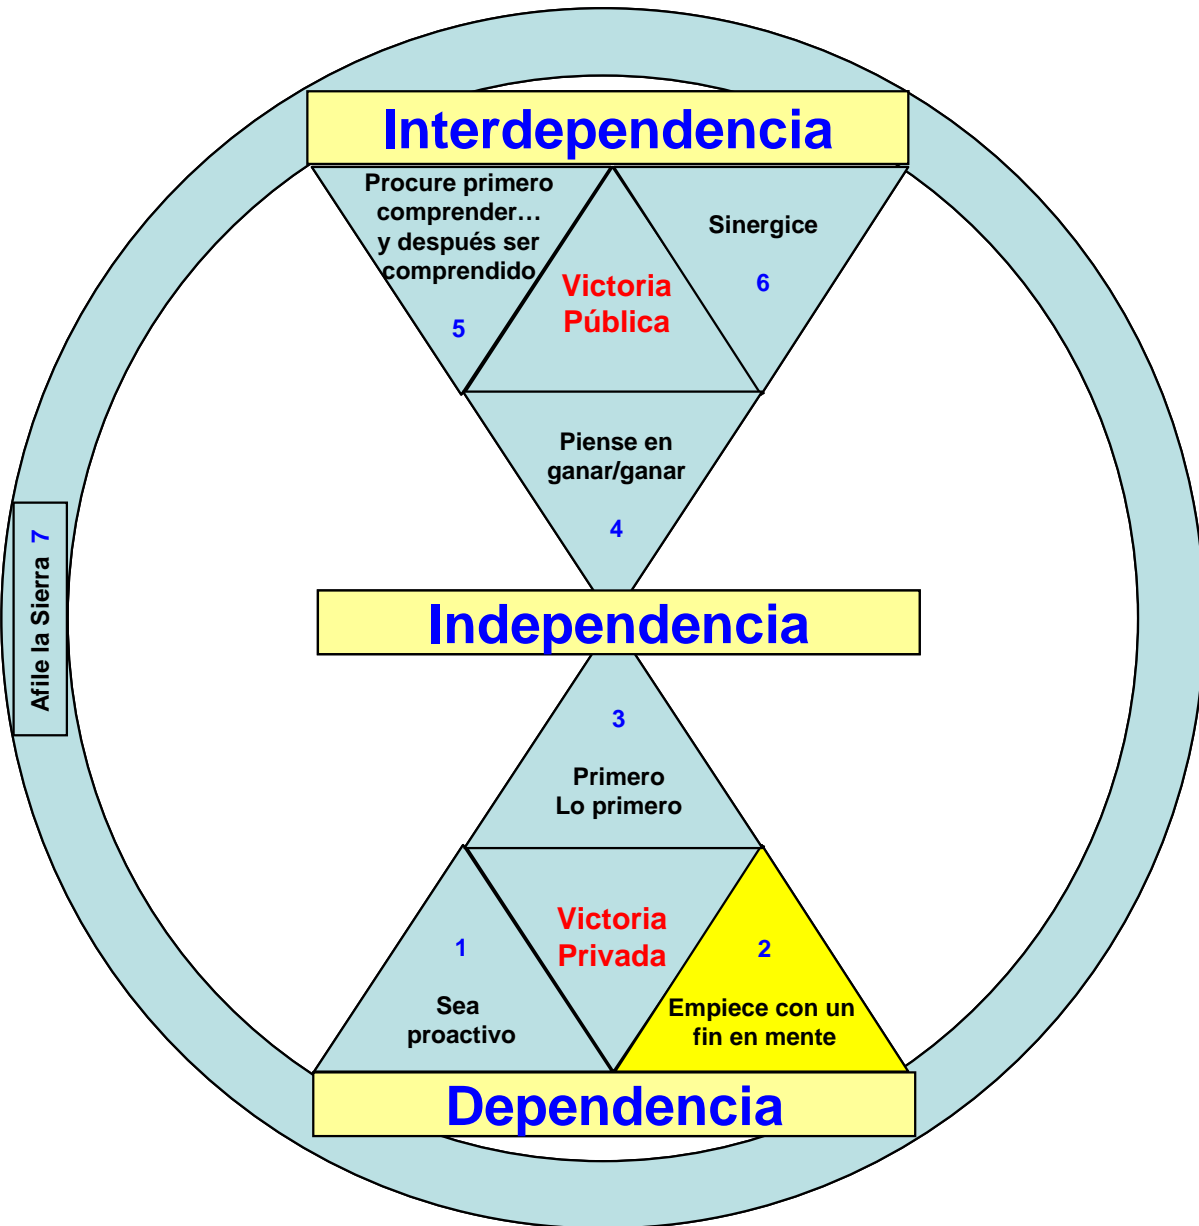 Interdependencia
Procure primero
comprender…
y después ser
comprendido
5
Victoria
Pública
Sinergice
6
Piense en
ganar/ganar
4
Afile la Sierra 7
Independencia
3
Primero
Lo primero
1
Sea
proactivo
Victoria
Privada
2
Empiece con un
fin en mente
Dependencia